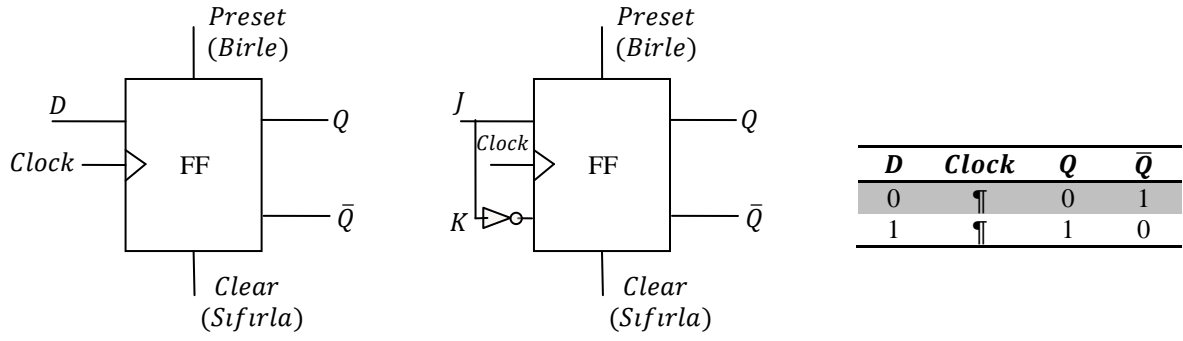 Preset
(Birle)
D
Q
Clock
FF
Q̅
Clear
(Sıfırla)
Preset
(Birle)
J
Q
Clock
FF
K
Q̅
Clear
(Sıfırla)
D Clock Q Q̅
0 ¶ 0 1
1 ¶ 1 0